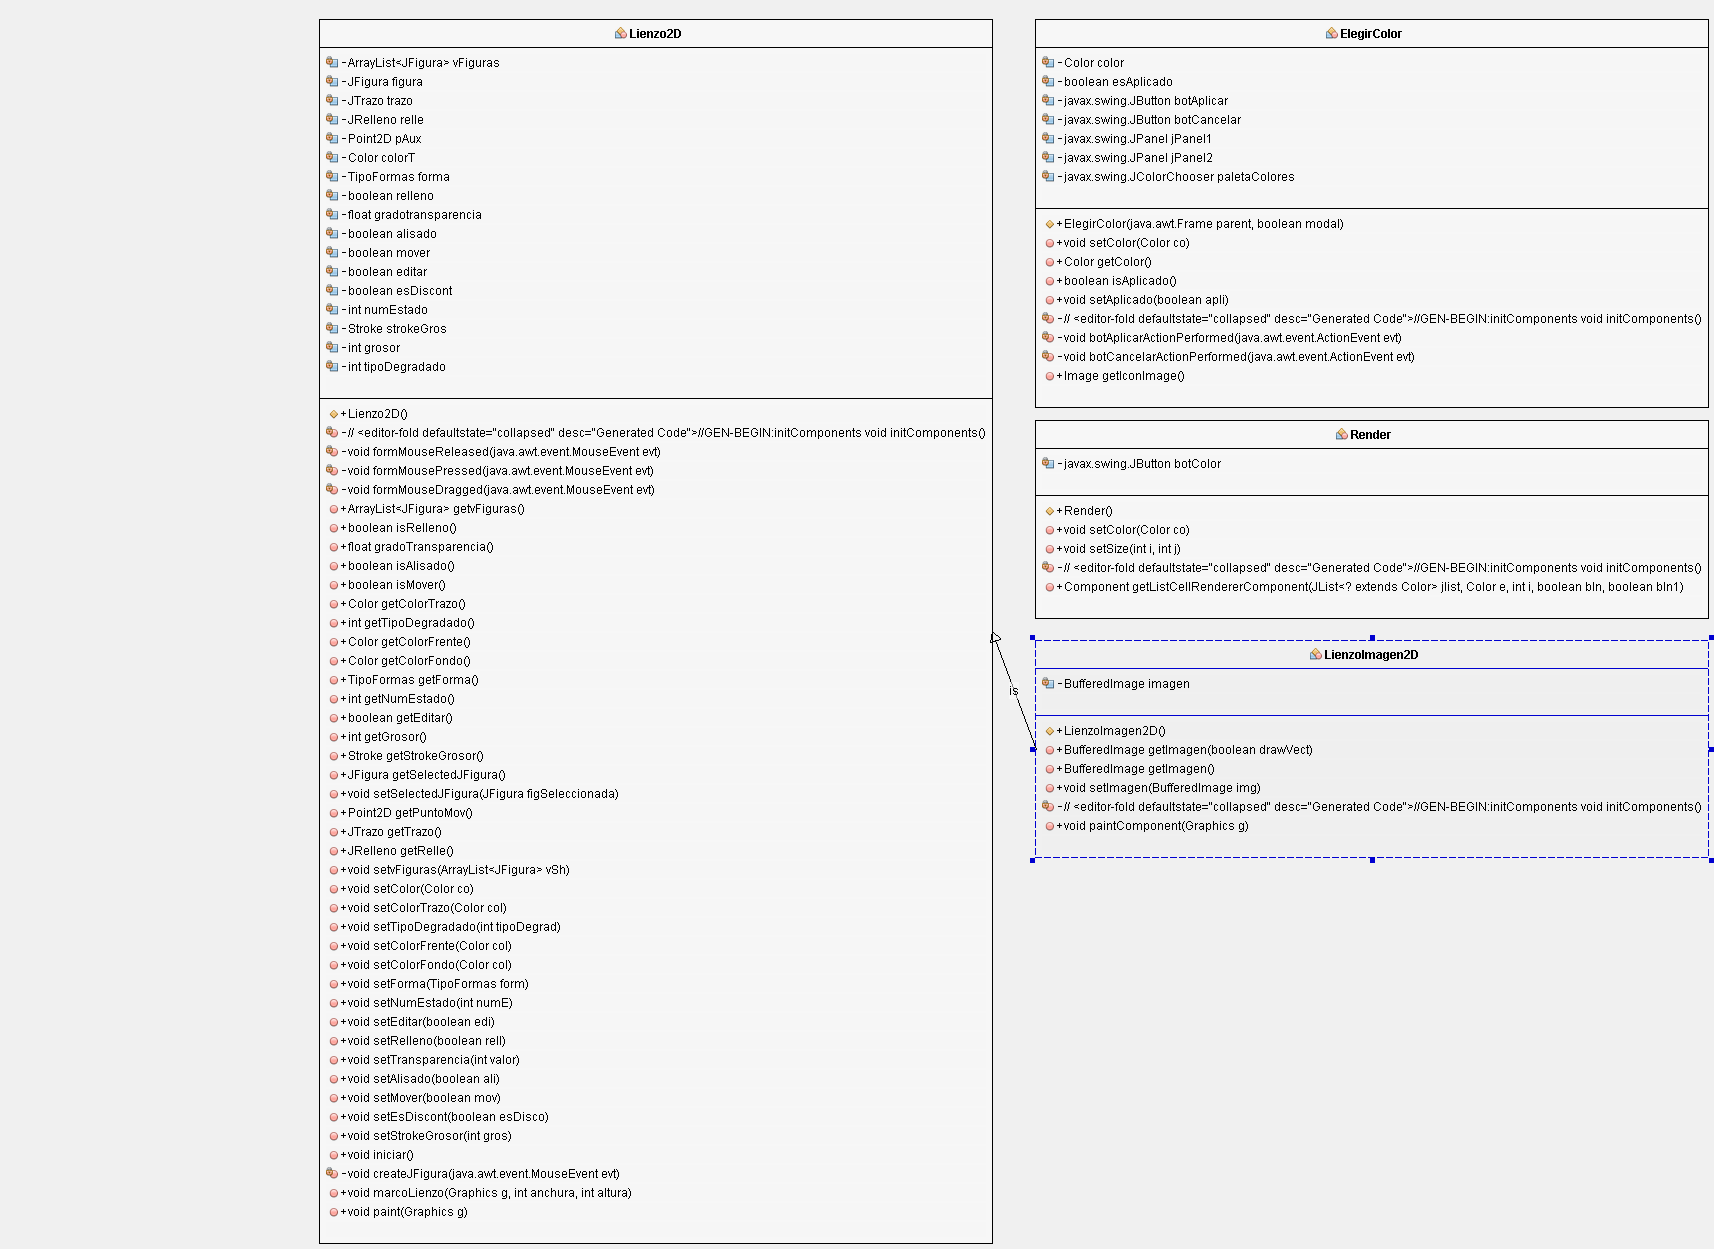 Lienzo2D
-ArrayList<JFigura> vFiguras
-JFigura figura
-JTrazo trazo
-JRelleno relle
-Point2D pAux
-Color colorT
-TipoFormas forma
-boolean relleno
-float gradotransparencia
-boolean alisado
-boolean mover
-boolean editar
-boolean esDiscont
-int numEstado
-Stroke strokeGros
-int grosor
-int tipoDegradado
+Lienzo2D()
-// <editor-fold defaultstate="collapsed" desc="Generated Code">//GEN-BEGIN:initComponents void initComponents()
-void formMouseReleased(java.awt.event.MouseEvent evt)
-void formMousePressed(java.awt.event.MouseEvent evt)
-void formMouseDragged(java.awt.event.MouseEvent evt)
+ArrayList<JFigura> getvFiguras()
+boolean isRelleno()
+float gradoTransparencia()
+boolean isAlisado()
+boolean isMover()
+Color getColorTrazo()
+int getTipoDegradado()
+Color getColorFrente()
+Color getColorFondo()
+TipoFormas getForma()
+int getNumEstado()
+boolean getEditar()
+int getGrosor()
+Stroke getStrokeGrosor()
+JFigura getSelectedJFigura()
+void setSelectedJFigura(JFigura figSeleccionada)
+Point2D getPuntoMov()
+JTrazo getTrazo()
+JRelleno getRelle()
+void setvFiguras(ArrayList<JFigura> vSh)
+void setColor(Color co)
+void setColorTrazo(Color col)
+void setTipoDegradado(int tipoDegrad)
+void setColorFrente(Color col)
+void setColorFondo(Color col)
+void setForma(TipoFormas form)
+void setNumEstado(int numE)
+void setEditar(boolean edi)
+void setRelleno(boolean rell)
+void setTransparencia(int valor)
+void setAlisado(boolean ali)
+void setMover(boolean mov)
+void setEsDiscont(boolean esDisco)
+void setStrokeGrosor(int gros)
+void iniciar()
-void createJFigura(java.awt.event.MouseEvent evt)
+void marcoLienzo(Graphics g, int anchura, int altura)
+void paint(Graphics g)
is
ElegirColor
-Color color
-boolean esAplicado
-javax.swing.JButton botAplicar
-javax.swing.JButton botCancelar
-javax.swing.JPanel jPanel1
-javax.swing.JPanel jPanel2
-javax.swing.JColorChooser paletaColores
+ElegirColor(java.awt.Frame parent, boolean modal)
+void setColor(Color co)
+Color getColor()
+boolean isAplicado()
+void setAplicado(boolean apli)
-// <editor-fold defaultstate="collapsed" desc="Generated Code">//GEN-BEGIN:initComponents void initComponents()
-void botAplicarActionPerformed(java.awt.event.ActionEvent evt)
-void botCancelarActionPerformed(java.awt.event.ActionEvent evt)
+Image getIconImage()
Render
-javax.swing.JButton botColor
+Render()
+void setColor(Color co)
+void setSize(int i, int j)
-// <editor-fold defaultstate="collapsed" desc="Generated Code">//GEN-BEGIN:initComponents void initComponents()
+Component getListCellRendererComponent(JList<? extends Color> jlist, Color e, int i, boolean bln, boolean bln1)
LienzoImagen2D
-BufferedImage imagen
+LienzoImagen2D()
+BufferedImage getImagen(boolean drawVect)
+BufferedImage getImagen()
+void setImagen(BufferedImage img)
-// <editor-fold defaultstate="collapsed" desc="Generated Code">//GEN-BEGIN:initComponents void initComponents()
+void paintComponent(Graphics g)